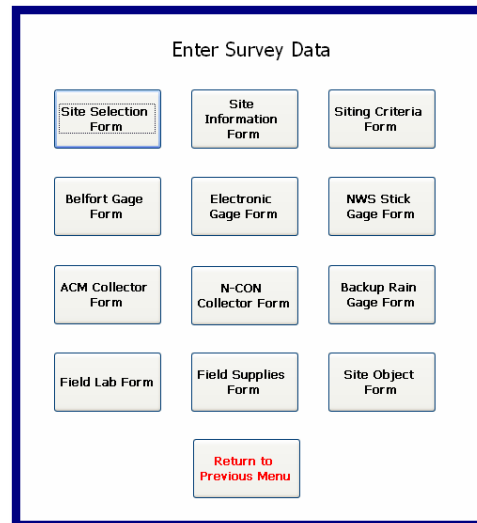 Enter Survey Data
Site Selection
Form
Site
Information
Form
Siting Criteria
Form
Belfort Gage
Form
Electronic
Gage Form
NWS Stick
Gage Form
ACM Collector
Form
N-CON
Collector Form
Backup Rain
Gage Form
Field Lab Form
Field Supplies
Form
Site Object
Form
Return to
Previous Menu